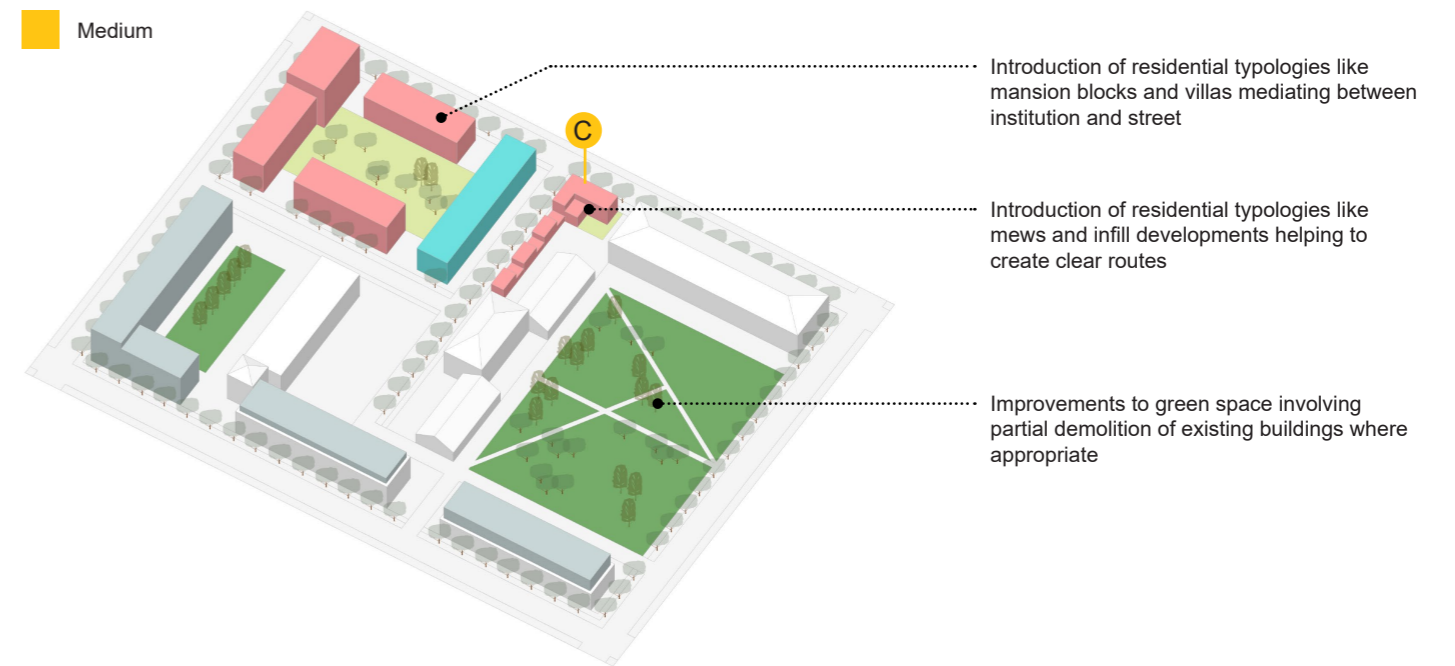 Medium
Introduction of residential typologies like
mansion blocks and villas mediating between
institution and street
C
Introduction of residential typologies like
mews and infill developments helping to
create clear routes
Improvements to green space involving
partial demolition of existing buildings where
appropriate